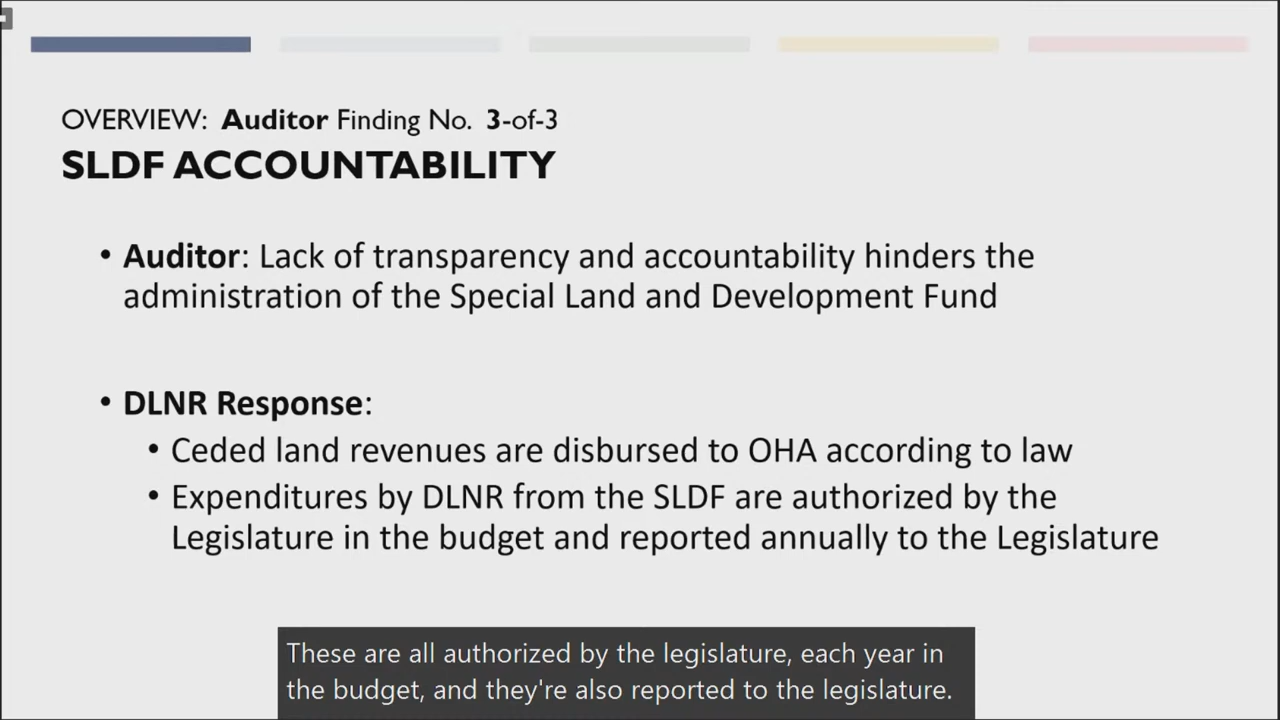 OVERVIEW: Auditor Finding No. 3-of-3
SLDF ACCOUNTABILITY
• Auditor: Lack of transparency and accountability hinders the
administration of the Special Land and Development Fund
• DLNR Response:
• Ceded land revenues are disbursed to OHA according to law
• Expenditures by DLNR from the SLDF are authorized by the
Legislature in the budget and reported annually to the Legislature
These are all authorized by the legislature, each year in
the budget, and they're also reported to the legislature.